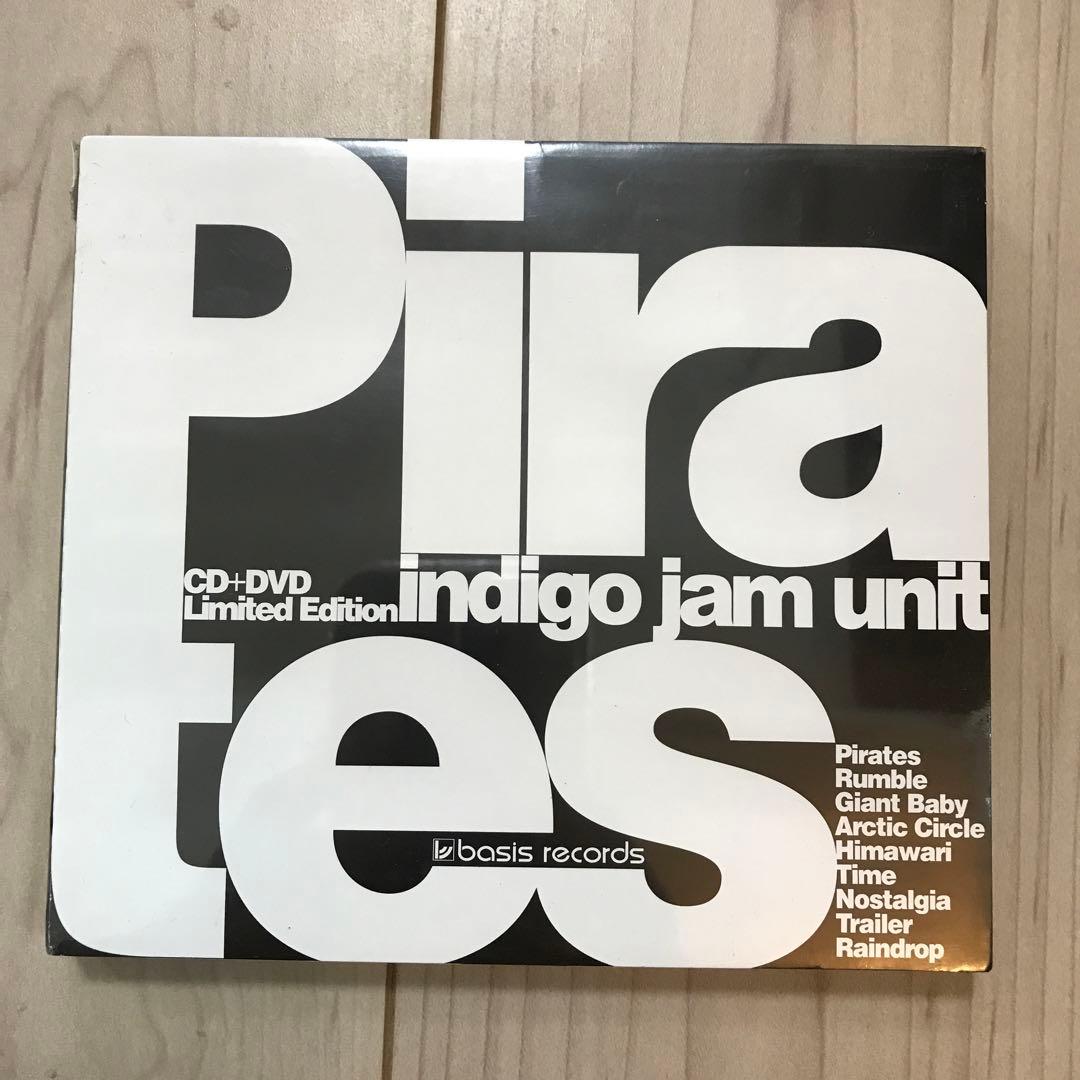 Pira
CD+DVD
Limited Edition
indigo jam unit
tes
Pirates
Rumble
Giant Baby
Arctic Circle
Himawari
Time
Nostalgia
Trailer
Raindrop
basis records